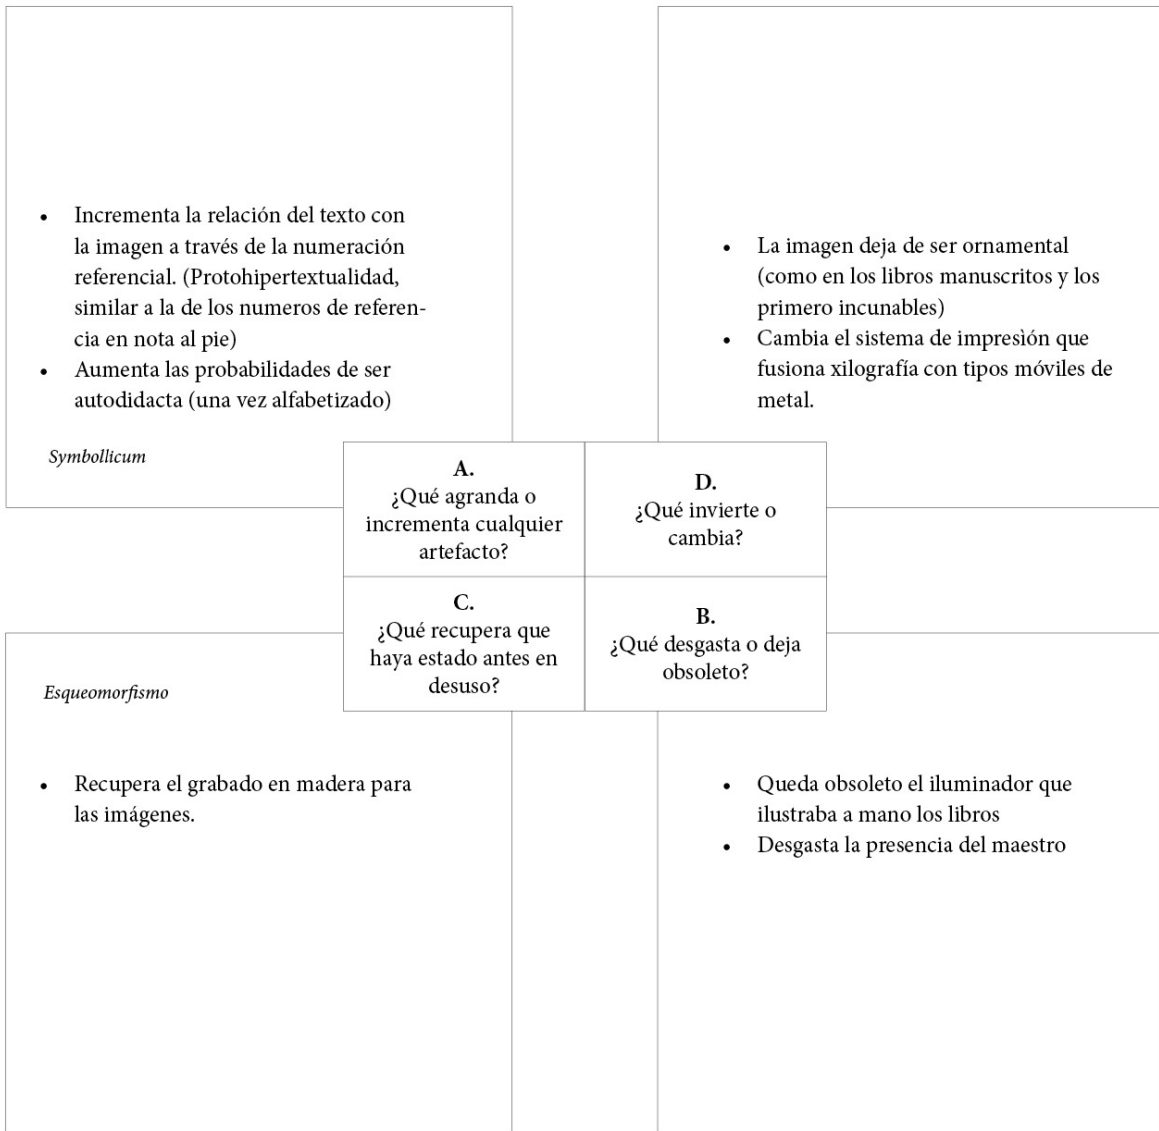 • Incrementa la relación del texto con
la imagen a través de la numeración
referencial. (Protohipertextualidad,
similar a la de los numeros de referen-
cia en nota al pie)
• Aumenta las probabilidades de ser
autodidacta (una vez alfabetizado)
Symbollicum
• La imagen deja de ser ornamental
(como en los libros manuscritos y los
primero incunables)
• Cambia el sistema de impresiòn que
fusiona xilografía con tipos móviles de
metal.
A.
¿Qué agranda o
incrementa cualquier
artefacto?
D.
¿Qué invierte o
cambia?
C.
¿Qué recupera que
haya estado antes en
desuso?
B.
¿Qué desgasta o deja
obsoleto?
Esqueomorfismo
• Recupera el grabado en madera para
las imágenes.
• Queda obsoleto el iluminador que
ilustraba a mano los libros
• Desgasta la presencia del maestro